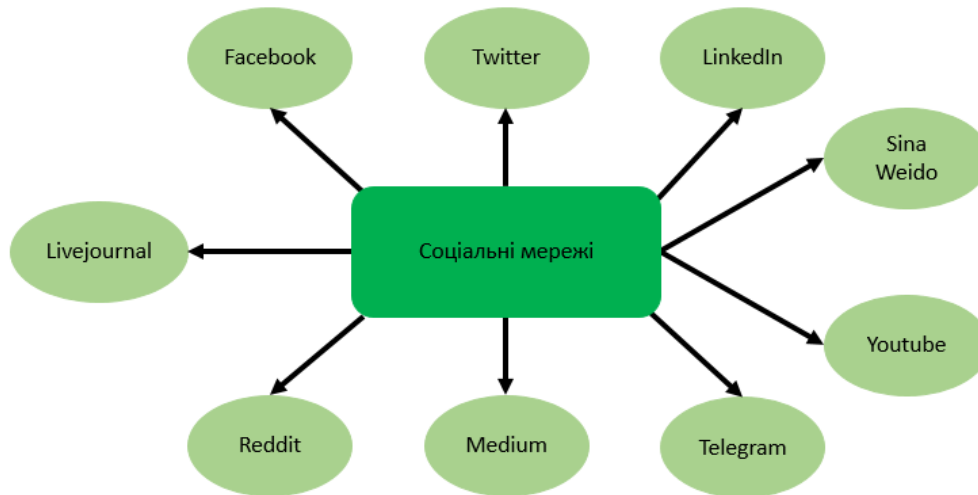 Facebook
Twitter
LinkedIn
Sina
Weido
Livejournal
Соціальні мережі
Youtube
Reddit
Medium
Telegram